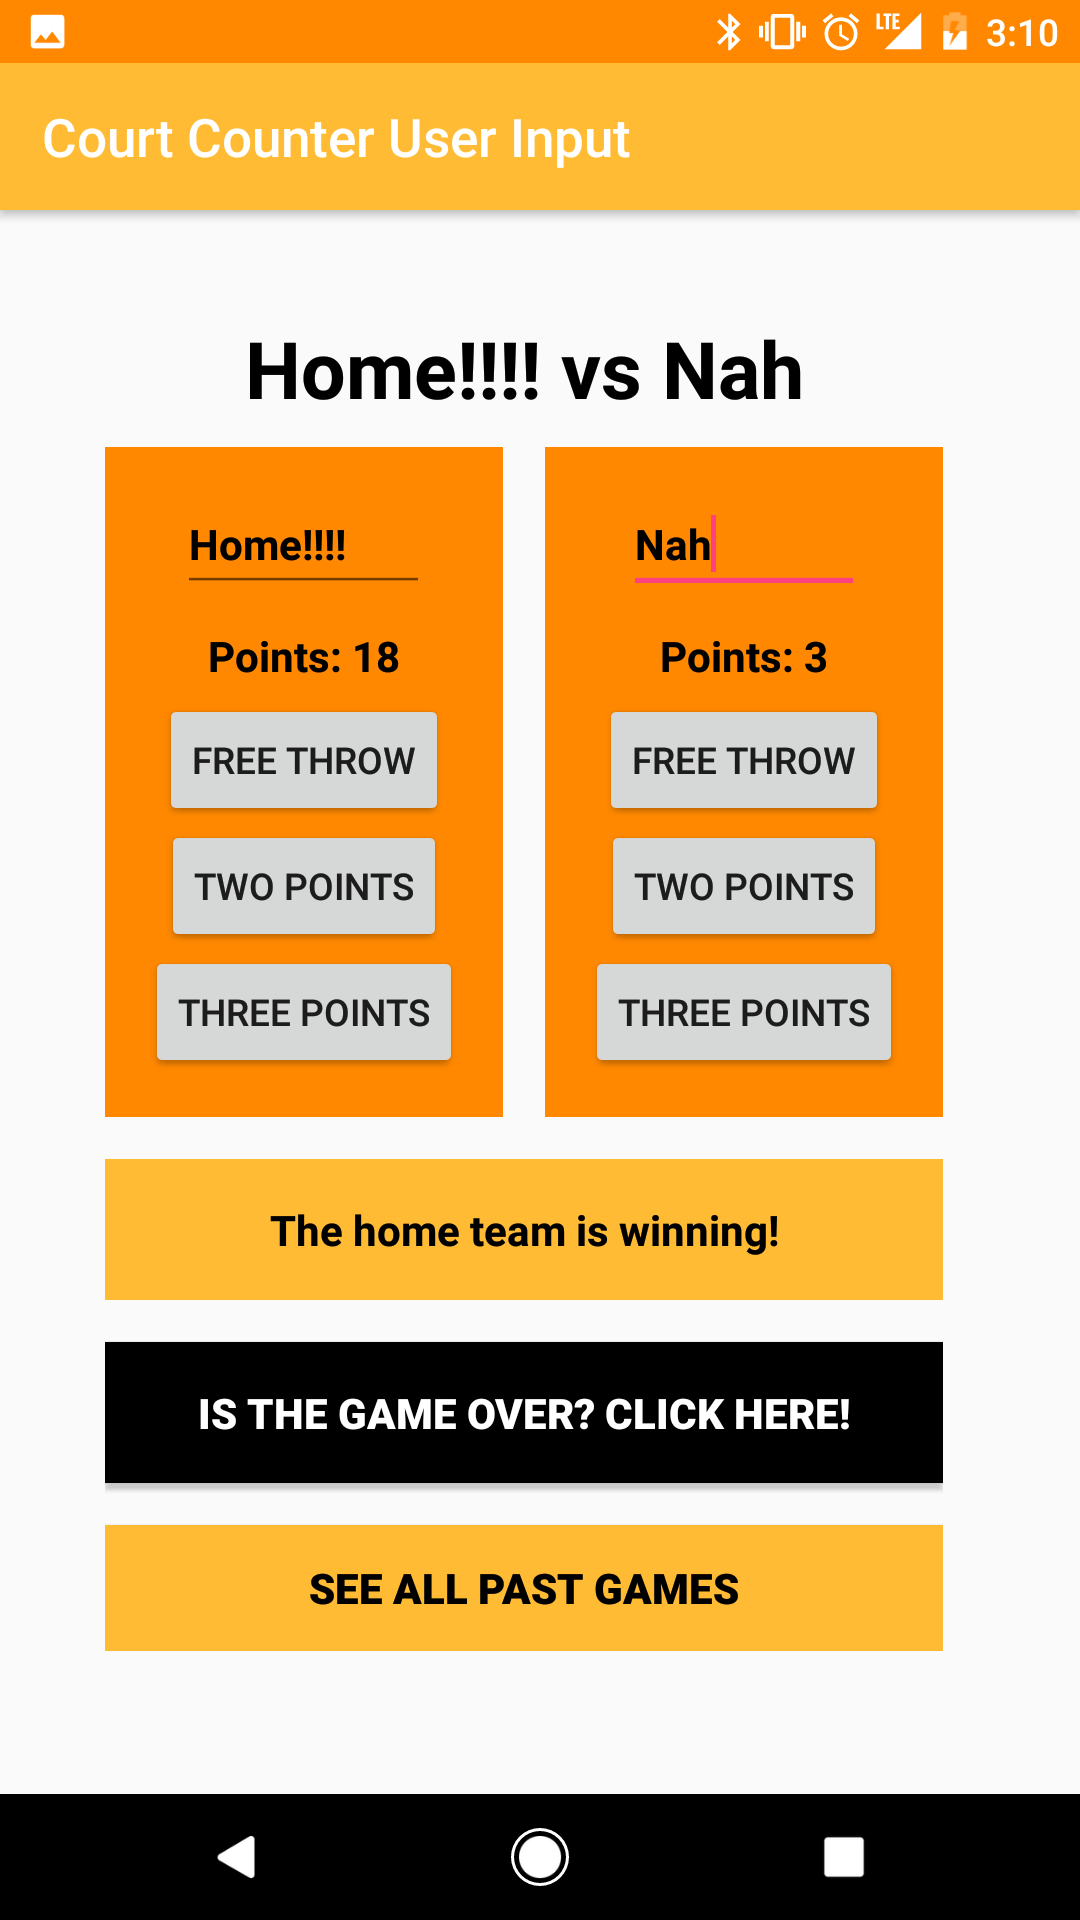 LTE 3:10
Court Counter User Input
Home!!!! vs Nah
Home!!!!
Points: 18
FREE THROW
TWO POINTS
THREE POINTS
Nah
Points: 3
FREE THROW
TWO POINTS
THREE POINTS
The home team is winning!
IS THE GAME OVER? CLICK HERE!
SEE ALL PAST GAMES